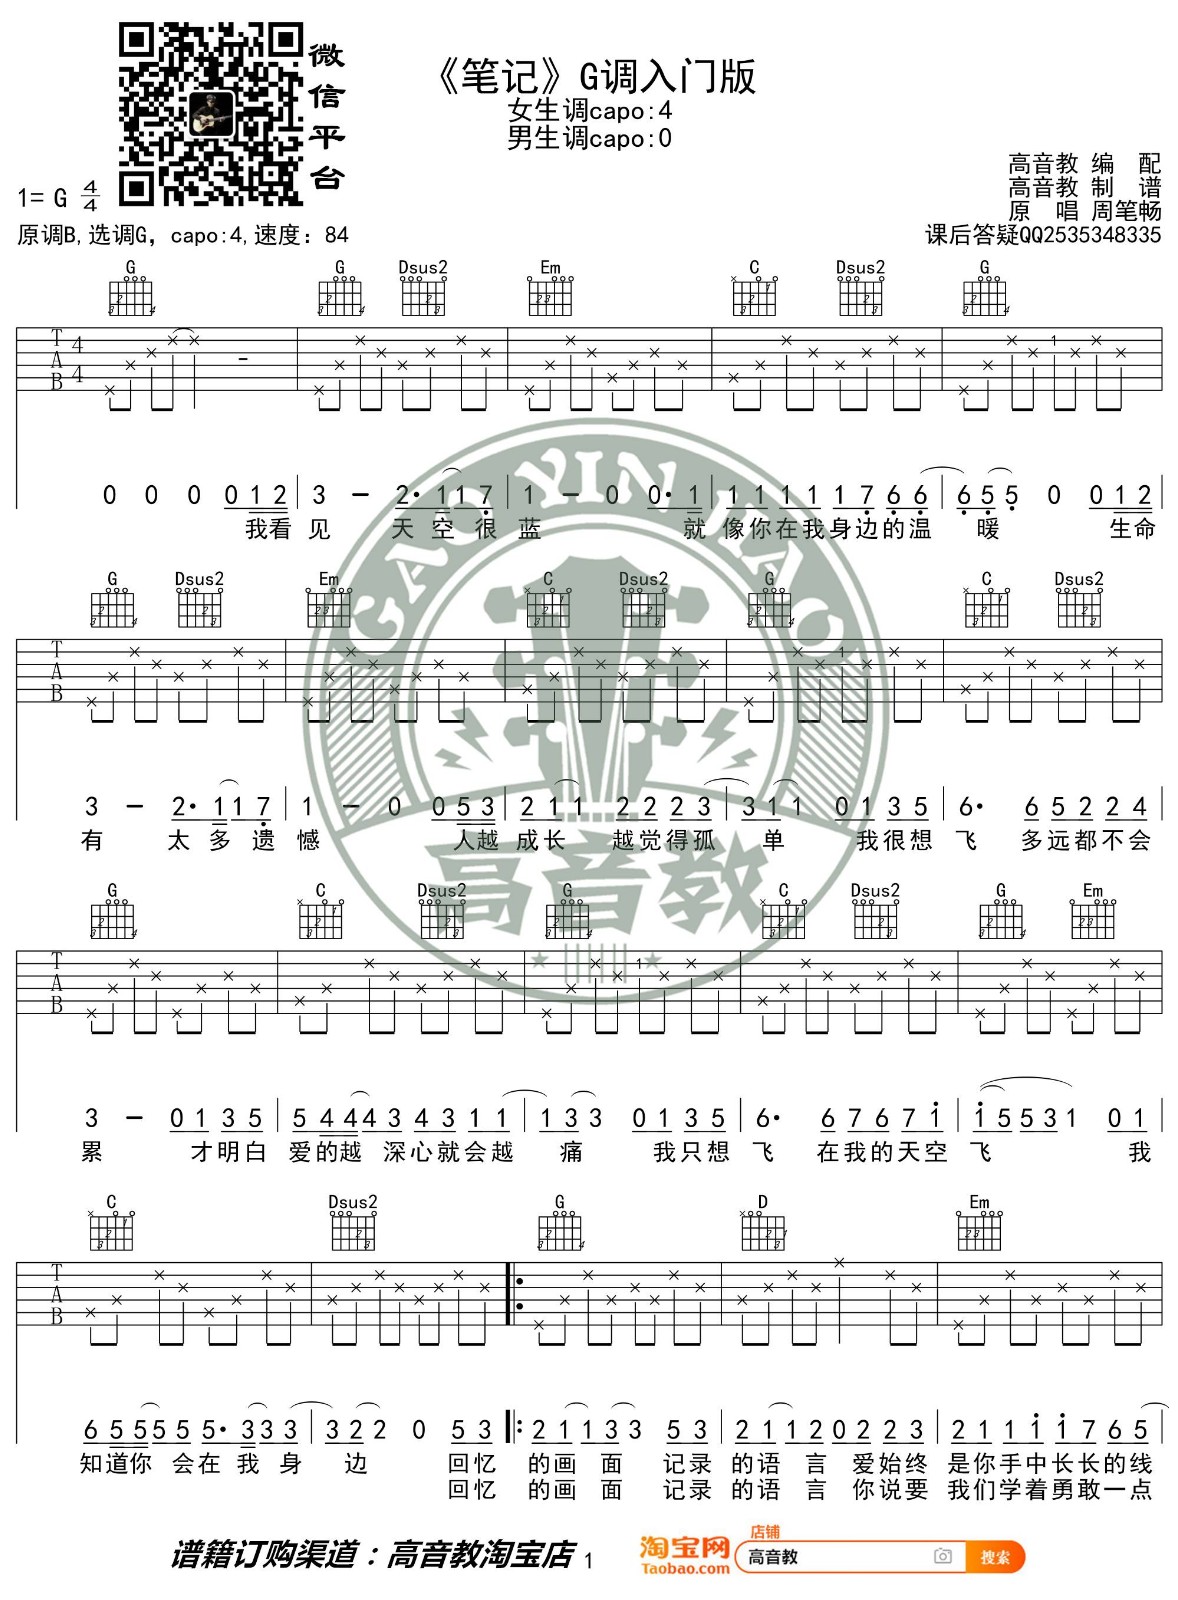 微信平台
《笔记》G调入门版
女生调capo:4
男生调capo:0
高音教 编 配
高音教 制 谱
原 唱 周笔畅
1= G 4/4
原调B,选调G，capo:4,速度：84
课后答疑QQ2535348335
G G Dsus2 Em C Dsus2 G
T A B 4 4
0 0 0 0 1 2 3 – 2· 1 1 7 1 – 0 0· 1 1 1 1 1 1 7 6 6 6 5 5 0 0 1 2
我看 见 天 空 很 蓝 就 像你在我身边的温 暖 生命
G Dsus2 Em C Dsus2 G C Dsus2
T A B
3 – 2· 1 1 7 1 – 0 0 5 3 2 1 1 2 2 2 3 3 1 1 0 1 3 5 6· 6 5 2 2 4
有 太 多 遗 憾 人越 成长 越觉得孤 单 我很想 飞 多远都不会
G C Dsus2 G C Dsus2 G Em
T A B
3 – 0 1 3 5 5 4 4 4 3 4 3 1 1 1 3 3 0 1 3 5 6· 6 7 6 7 1 1 5 5 3 1 0 1
累 才明白 爱的越 深心就会越 痛 我只想 飞 在我的天空 飞 我
C Dsus2 G D Em
T A B
6 5 5 5 5 5 5· 3 3 3 3 2 2 0 5 3 2 1 1 3 3 5 3 2 1 1 2 0 2 2 3 2 1 1 1 1 7 6 5
知道你 会在 我 身 边 回忆 的画 面 记录 的语 言 爱始终 是你手中长长的线
回忆 的画 面 记录 的语 言 你说要 我们学着勇敢一点
谱籍订购渠道：高音教淘宝店 1
淘宝网
Taobao.com
店铺
高音教
搜索
GAO YIN JIAO
高音教